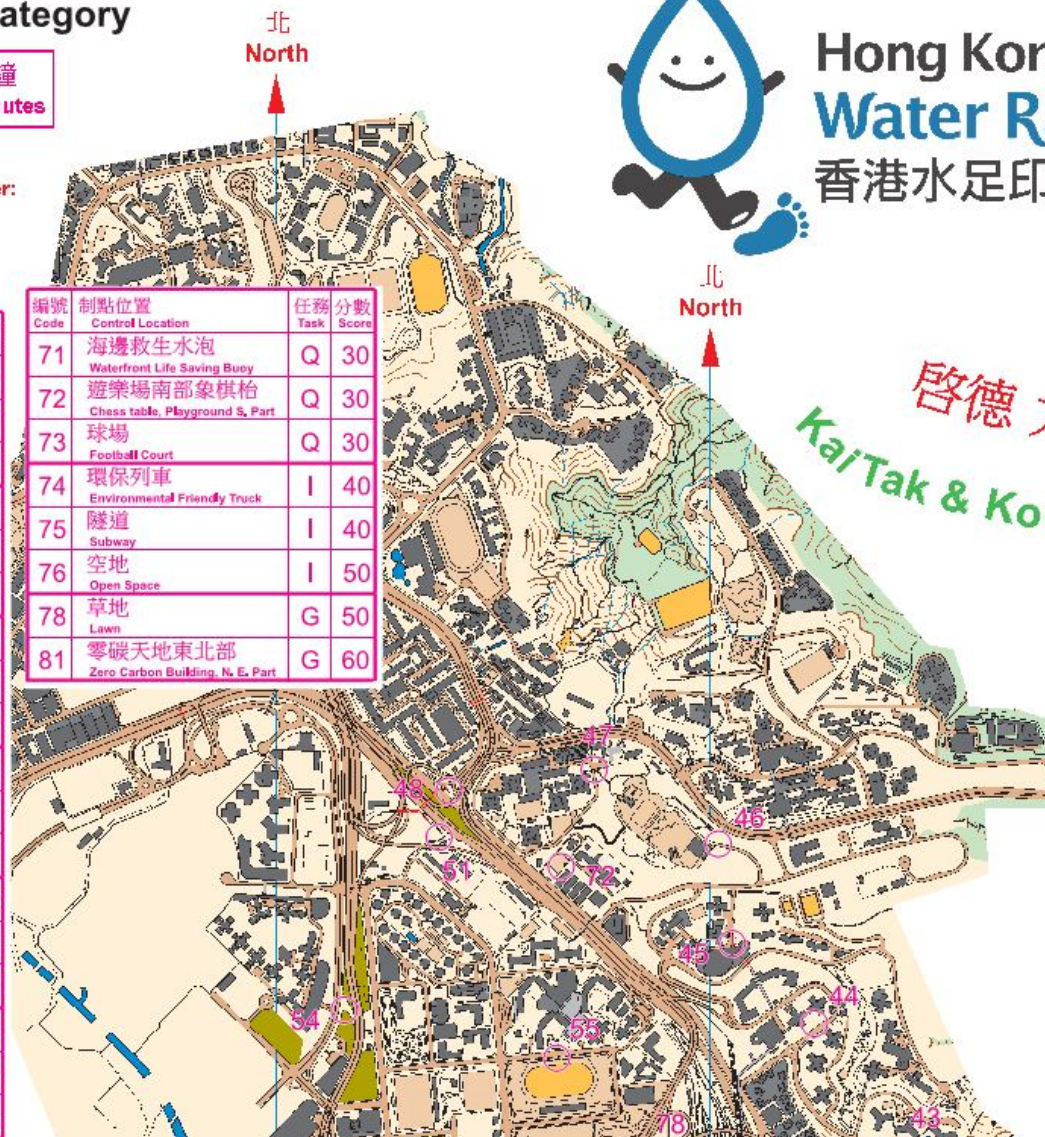 ategory
北
North
鐘
utes
er:
Hong Kon
Water R
香港水足印
北
North
啓德
KaiTak & Ko
編號 制點位置 任務 分數
Code Control Location Task Score
71 海邊救生水泡 Q 30
Waterfront Life Saving Buoy
72 遊樂場南部象棋枱 Q 30
Chess table, Playground S. Part
73 球場 Q 30
Football Court
74 環保列車 I 40
Environmental Friendly Truck
75 隧道 I 40
Subway
76 空地 I 50
Open Space
78 草地 G 50
Lawn
81 零碳天地東北部 G 60
Zero Carbon Building, N. E. Part
47
48
46
51
72
45
44
54
55
78
43